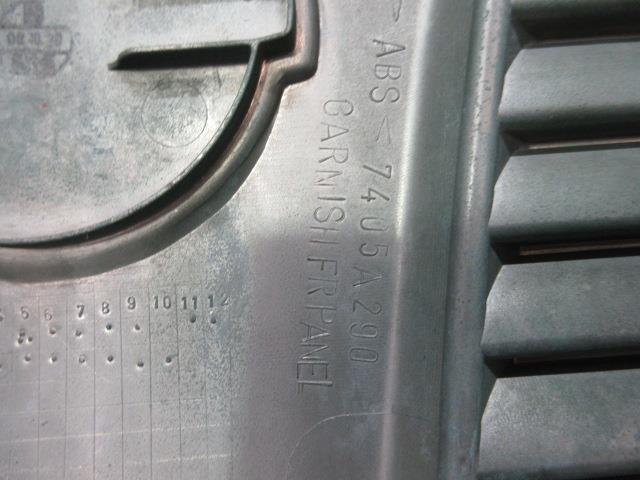 > ABS <
7405A290
GARNISH FR PANEL
5 6 7 8 9 10 11 12